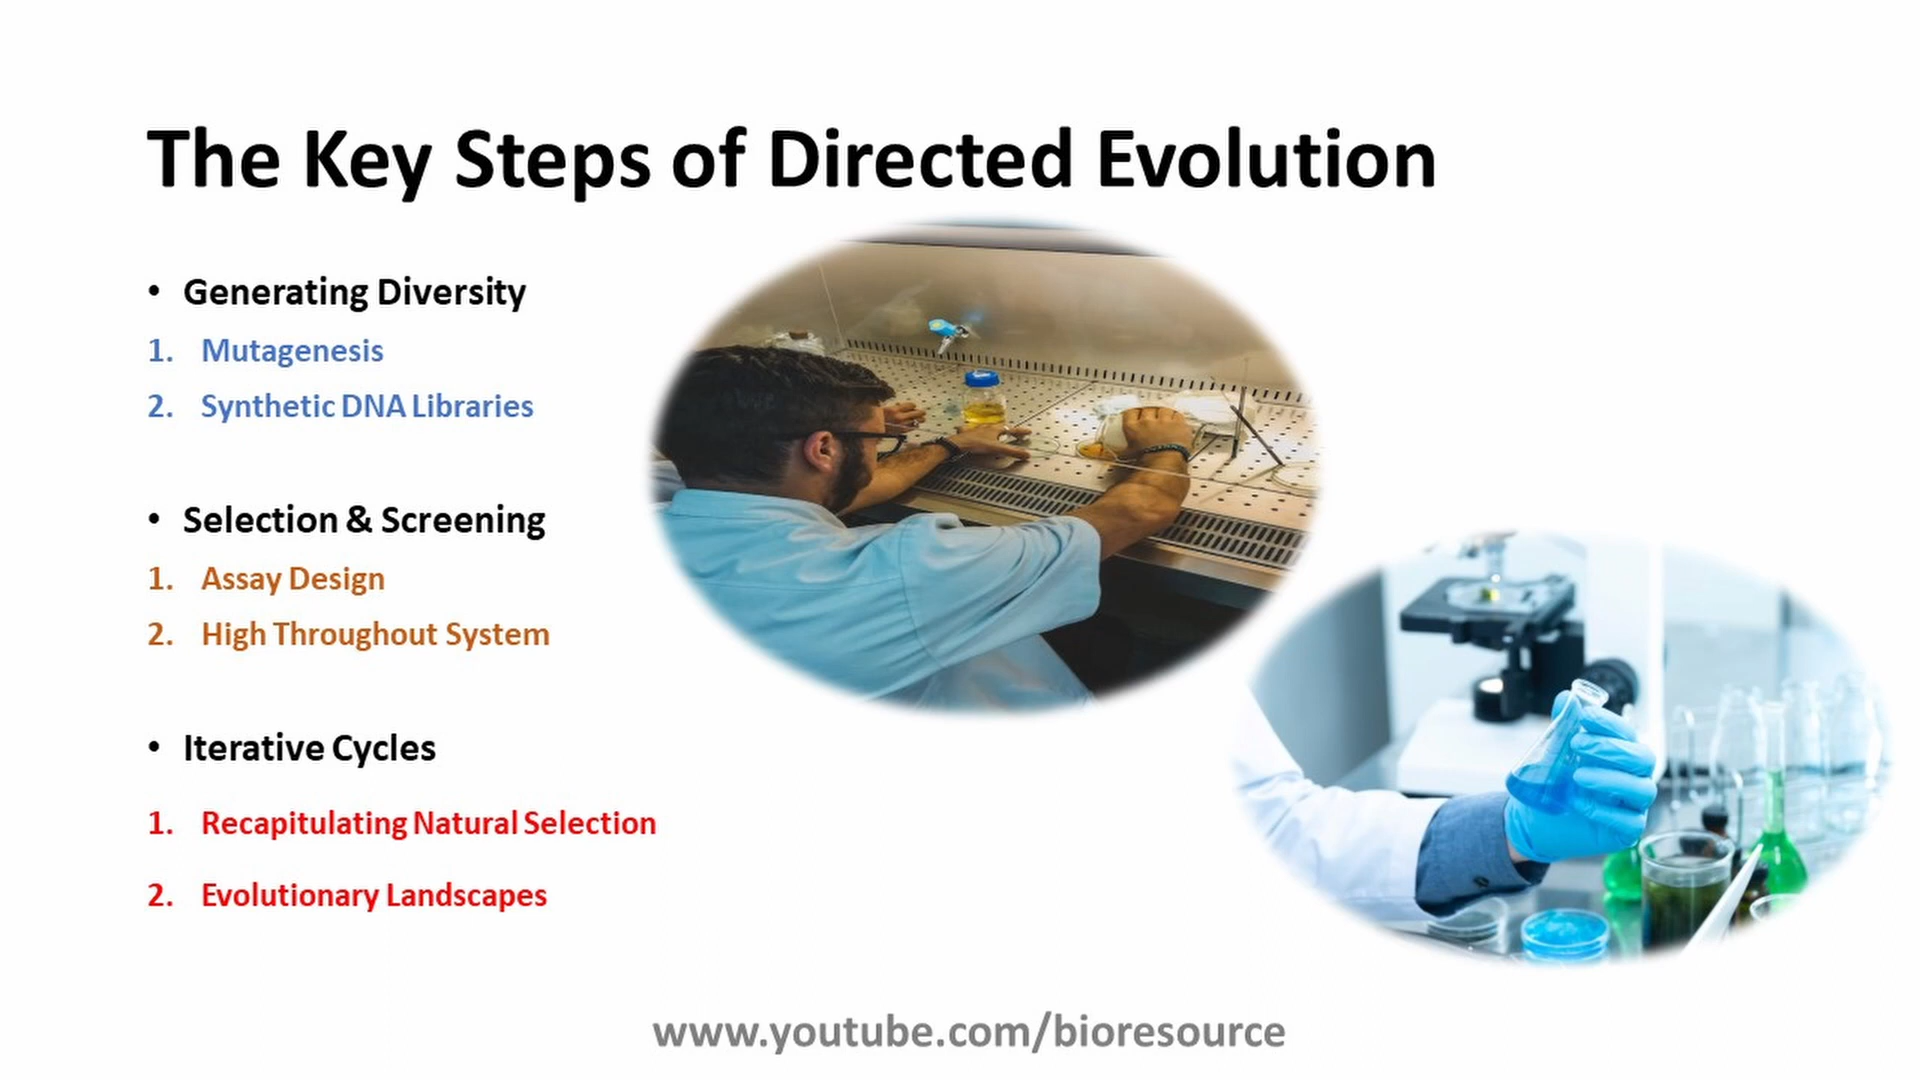 The Key Steps of Directed Evolution
• Generating Diversity
1. Mutagenesis
2. Synthetic DNA Libraries
• Selection & Screening
1. Assay Design
2. High Throughout System
• Iterative Cycles
1. Recapitulating Natural Selection
2. Evolutionary Landscapes
www.youtube.com/bioresource